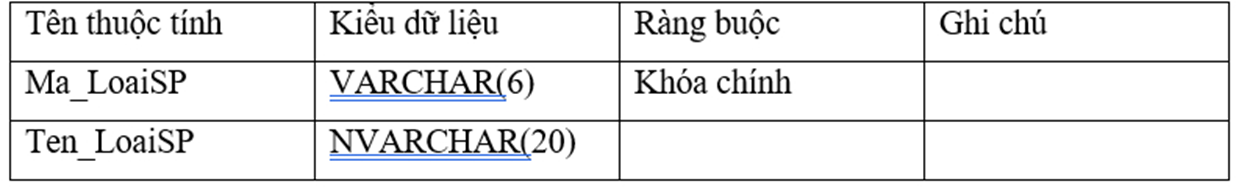 Tên thuộc tính Kiểu dữ liệu Ràng buộc Ghi chú
Ma_LoaiSP VARCHAR(6) Khóa chính
Ten_LoaiSP NVARCHAR(20)